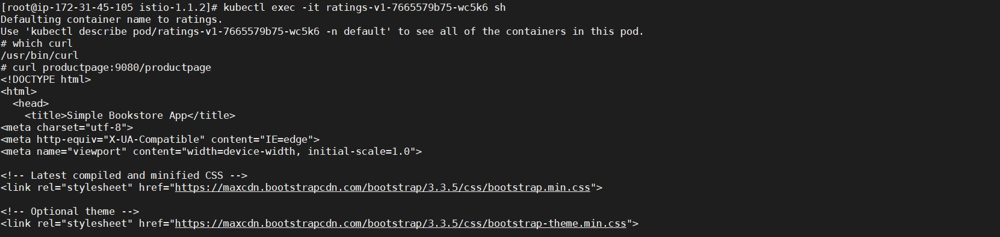 [root@ip-172-31-45-105 istio-1.1.2]# kubectl exec -it ratings-v1-7665579b75-wc5k6 sh
Defaulting container name to ratings.
Use 'kubectl describe pod/ratings-v1-7665579b75-wc5k6 -n default' to see all of the containers in this pod.
# which curl
/usr/bin/curl
# curl productpage:9080/productpage
<!DOCTYPE html>
<html>
  <head>
    <title>Simple Bookstore App</title>
<meta charset="utf-8">
<meta http-equiv="X-UA-Compatible" content="IE=edge">
<meta name="viewport" content="width=device-width, initial-scale=1.0">

<!-- Latest compiled and minified CSS -->
<link rel="stylesheet" href="https://maxcdn.bootstrapcdn.com/bootstrap/3.3.5/css/bootstrap.min.css">

<!-- Optional theme -->
<link rel="stylesheet" href="https://maxcdn.bootstrapcdn.com/bootstrap/3.3.5/css/bootstrap-theme.min.css">